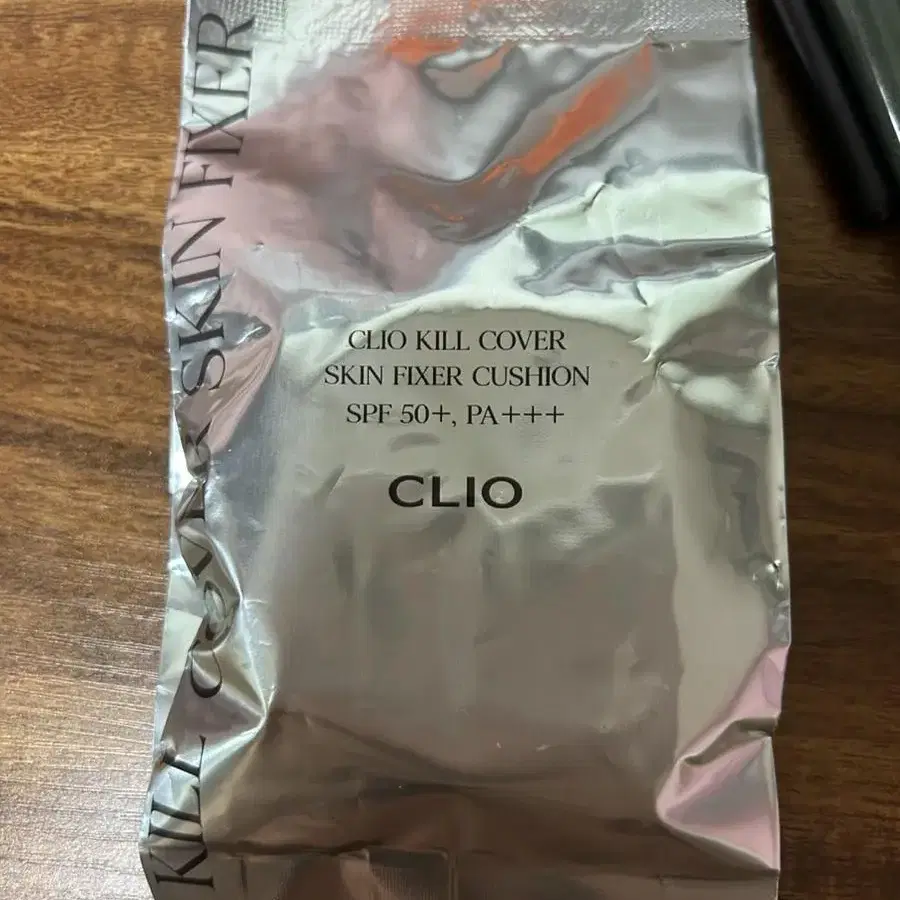 KILL COVER SKIN FIXER
CLIO KILL COVER
SKIN FIXER CUSHION
SPF 50+, PA+++
CLIO